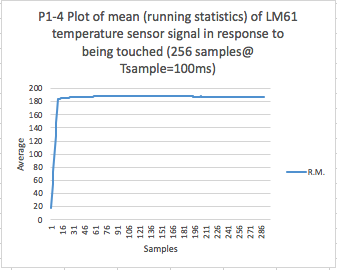 P1-4 Plot of mean (running statistics) of LM61
temperature sensor signal in response to
being touched (256 samples@
Tsample=100ms)
200
180
160
140
120
100
80
60
40
20
0
Average
1 16 31 46 61 76 91 106 121 136 151 166 181 196 211 226 241 256 271 286
Samples
R.M.